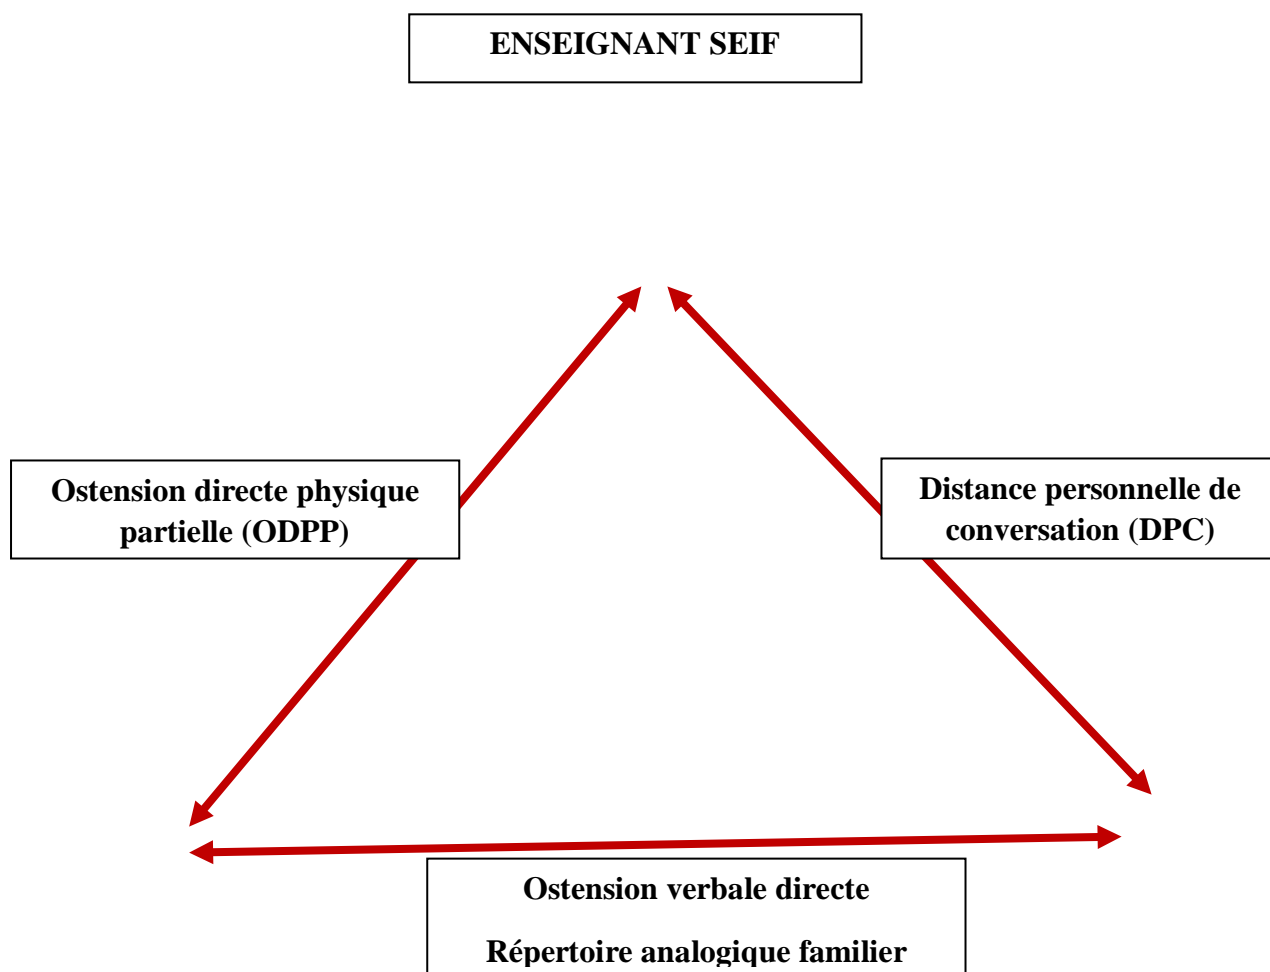 ENSEIGNANT SEIF
Ostension directe physique
partielle (ODPP)
Distance personnelle de
conversation (DPC)
Ostension verbale directe
Répertoire analogique familier